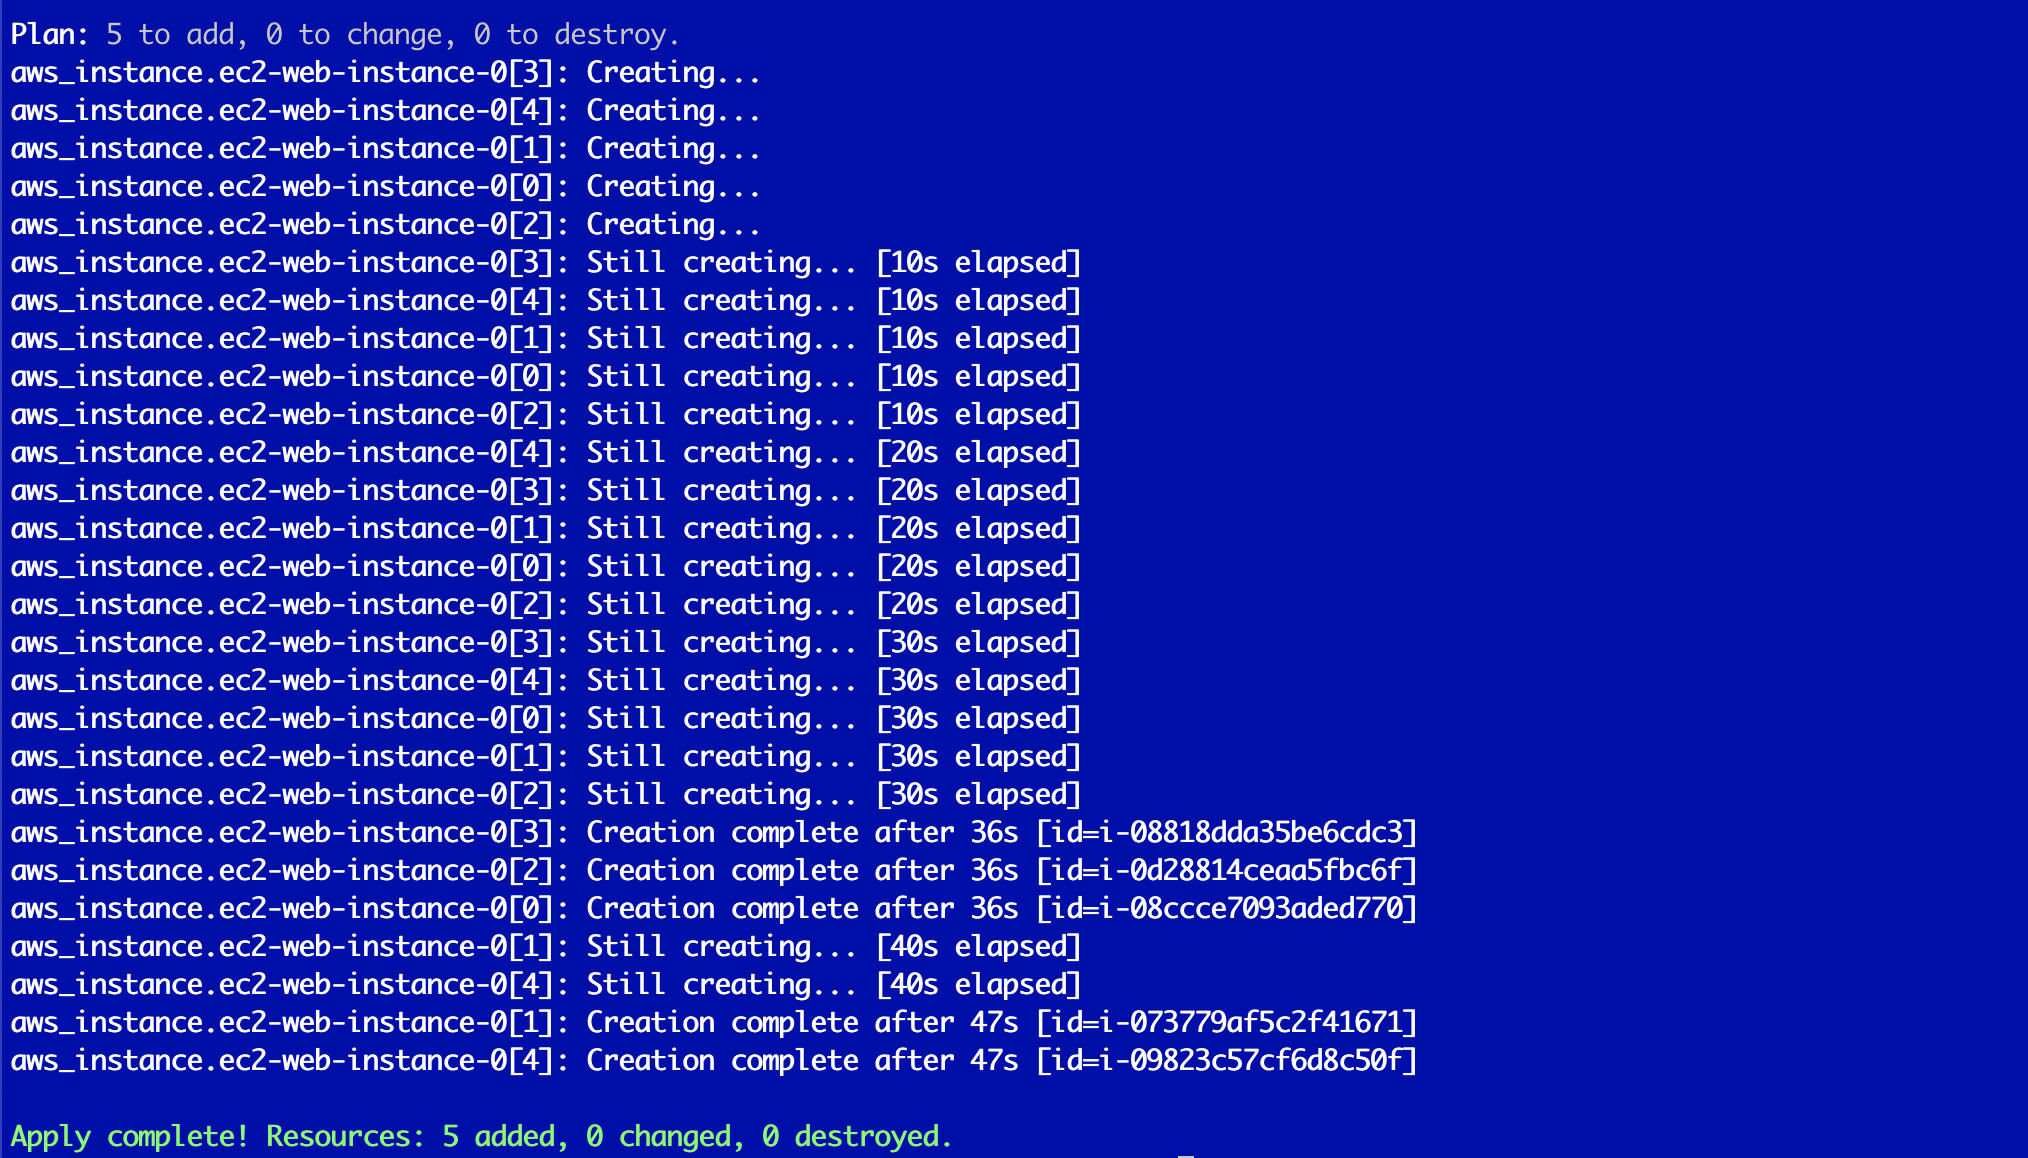 Plan: 5 to add, 0 to change, 0 to destroy.
aws_instance.ec2-web-instance-0[3]: Creating...
aws_instance.ec2-web-instance-0[4]: Creating...
aws_instance.ec2-web-instance-0[1]: Creating...
aws_instance.ec2-web-instance-0[0]: Creating...
aws_instance.ec2-web-instance-0[2]: Creating...
aws_instance.ec2-web-instance-0[3]: Still creating... [10s elapsed]
aws_instance.ec2-web-instance-0[4]: Still creating... [10s elapsed]
aws_instance.ec2-web-instance-0[1]: Still creating... [10s elapsed]
aws_instance.ec2-web-instance-0[0]: Still creating... [10s elapsed]
aws_instance.ec2-web-instance-0[2]: Still creating... [10s elapsed]
aws_instance.ec2-web-instance-0[4]: Still creating... [20s elapsed]
aws_instance.ec2-web-instance-0[3]: Still creating... [20s elapsed]
aws_instance.ec2-web-instance-0[1]: Still creating... [20s elapsed]
aws_instance.ec2-web-instance-0[0]: Still creating... [20s elapsed]
aws_instance.ec2-web-instance-0[2]: Still creating... [20s elapsed]
aws_instance.ec2-web-instance-0[3]: Still creating... [30s elapsed]
aws_instance.ec2-web-instance-0[4]: Still creating... [30s elapsed]
aws_instance.ec2-web-instance-0[0]: Still creating... [30s elapsed]
aws_instance.ec2-web-instance-0[1]: Still creating... [30s elapsed]
aws_instance.ec2-web-instance-0[2]: Still creating... [30s elapsed]
aws_instance.ec2-web-instance-0[3]: Creation complete after 36s [id=i-08818dda35be6cdc3]
aws_instance.ec2-web-instance-0[2]: Creation complete after 36s [id=i-0d28814ceaa5fbc6f]
aws_instance.ec2-web-instance-0[0]: Creation complete after 36s [id=i-08ccce7093aded770]
aws_instance.ec2-web-instance-0[1]: Still creating... [40s elapsed]
aws_instance.ec2-web-instance-0[4]: Still creating... [40s elapsed]
aws_instance.ec2-web-instance-0[1]: Creation complete after 47s [id=i-073779af5c2f41671]
aws_instance.ec2-web-instance-0[4]: Creation complete after 47s [id=i-09823c57cf6d8c50f]
Apply complete! Resources: 5 added, 0 changed, 0 destroyed.